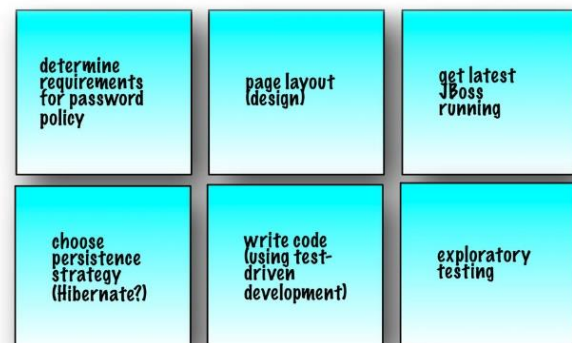 determine
requirements
for password
policy
page layout
(design)
get latest
JBoss
running
choose
persistence
strategy
(Hibernate?)
write code
(using test-
driven
development)
exploratory
testing